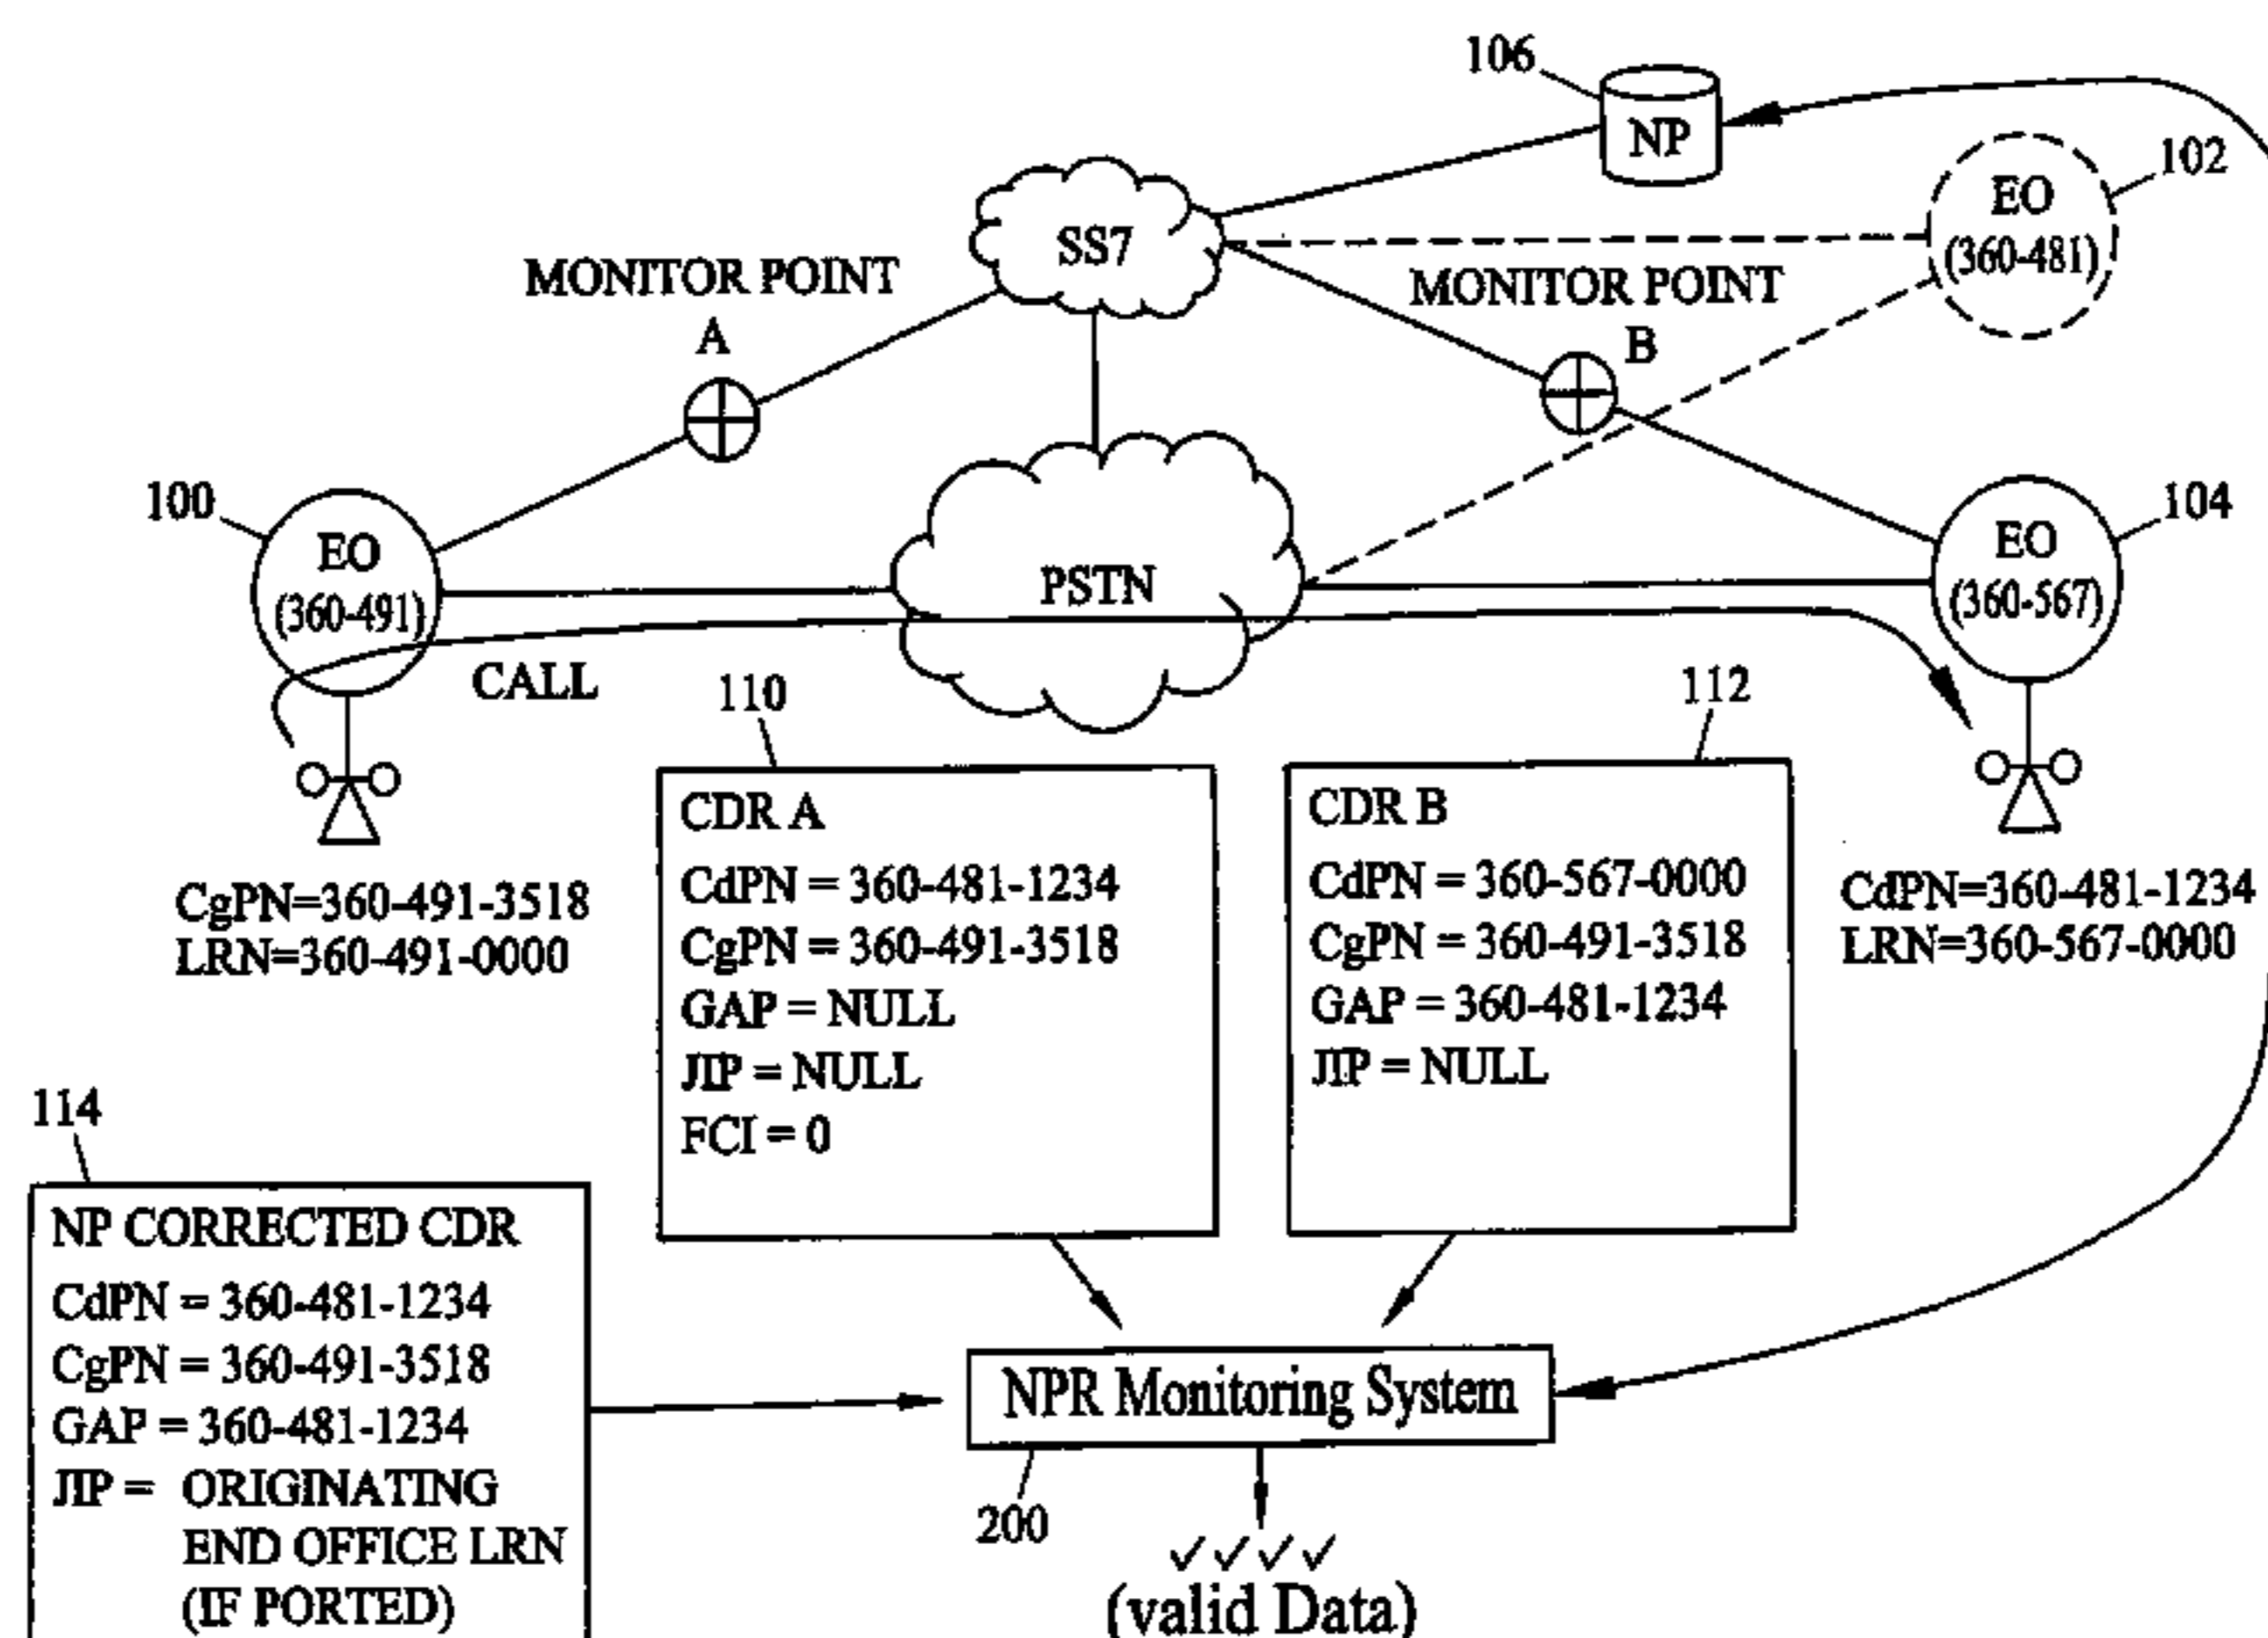 106
NP
102
EO
(360-481)
SS7
MONITOR POINT
A
MONITOR POINT
B
100
EO
(360-491)
PSTN
104
EO
(360-567)
CALL
CgPN=360-491-3518
LRN=360-491-0000
110
CDR A
CdPN = 360-481-1234
CgPN = 360-491-3518
GAP = NULL
JIP = NULL
FCI = 0
112
CDR B
CdPN = 360-567-0000
CgPN = 360-491-3518
GAP = 360-481-1234
JIP = NULL
CdPN=360-481-1234
LRN=360-567-0000
114
NP CORRECTED CDR
CdPN = 360-481-1234
CgPN = 360-491-3518
GAP = 360-481-1234
JIP = ORIGINATING
END OFFICE LRN
(IF PORTED)
NPR Monitoring System
200
✓✓✓✓
(valid Data)